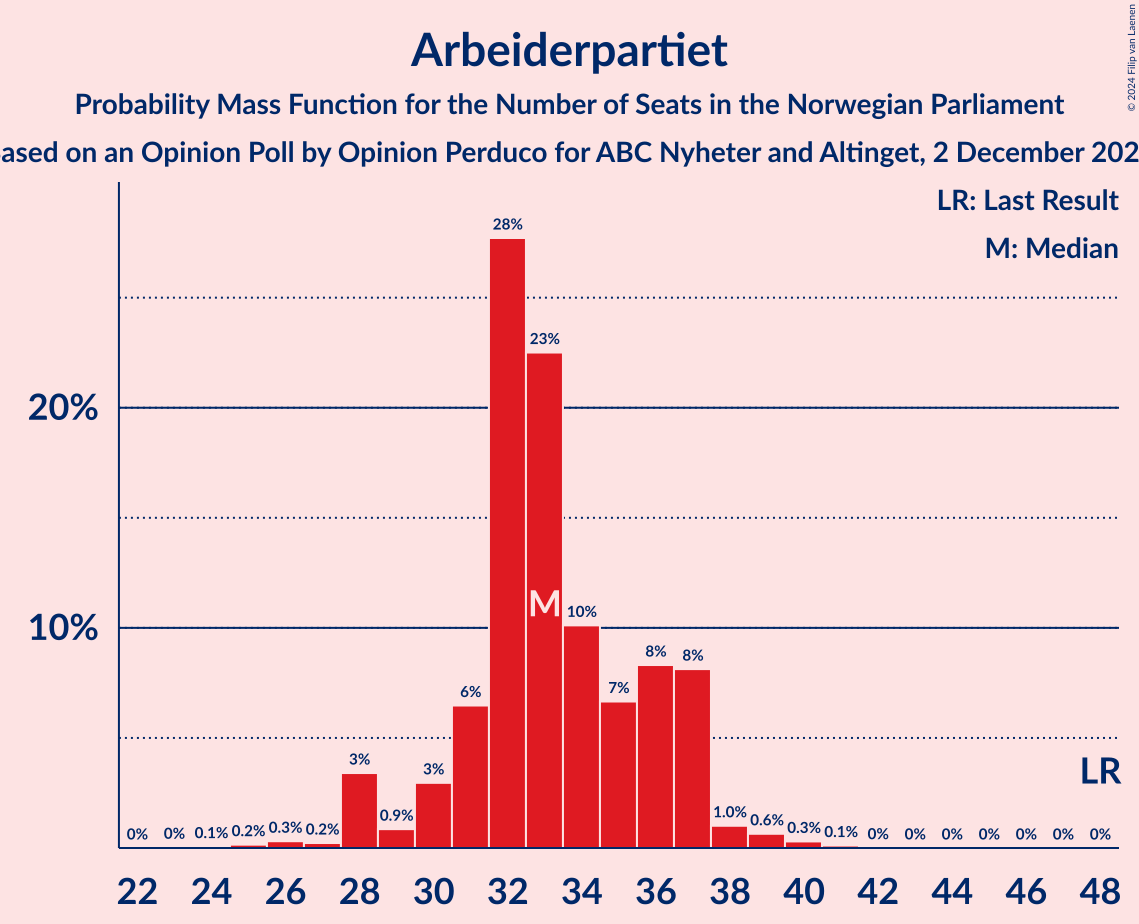 Arbeiderpartiet
Probability Mass Function for the Number of Seats in the Norwegian Parliament
on an Opinion Poll by Opinion Perduco for ABC Nyheter and Altinget, 2 December
© 2024 Filip van Laenen
LR: Last Result
M: Median
20%
10%
0% 0% 0.1% 0.2% 0.3% 0.2% 3% 0.9% 3% 6% 28% 23% 10% 7% 8% 8% 1.0% 0.6% 0.3% 0.1% 0% 0% 0% 0% 0% 0% 0%
M
LR
22 24 26 28 30 32 34 36 38 40 42 44 46 48